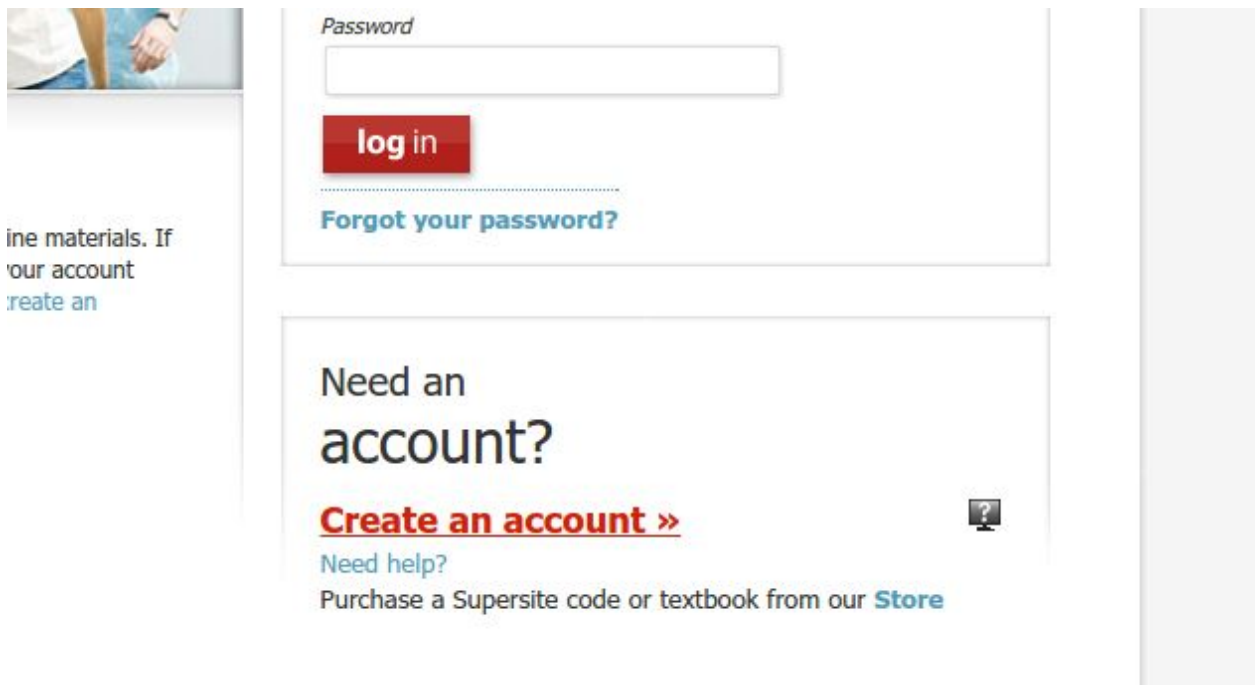 Password
log in
Forgot your password?
ine materials. If
our account
create an
Need an
account?
Create an account »
?
Need help?
Purchase a Supersite code or textbook from our Store